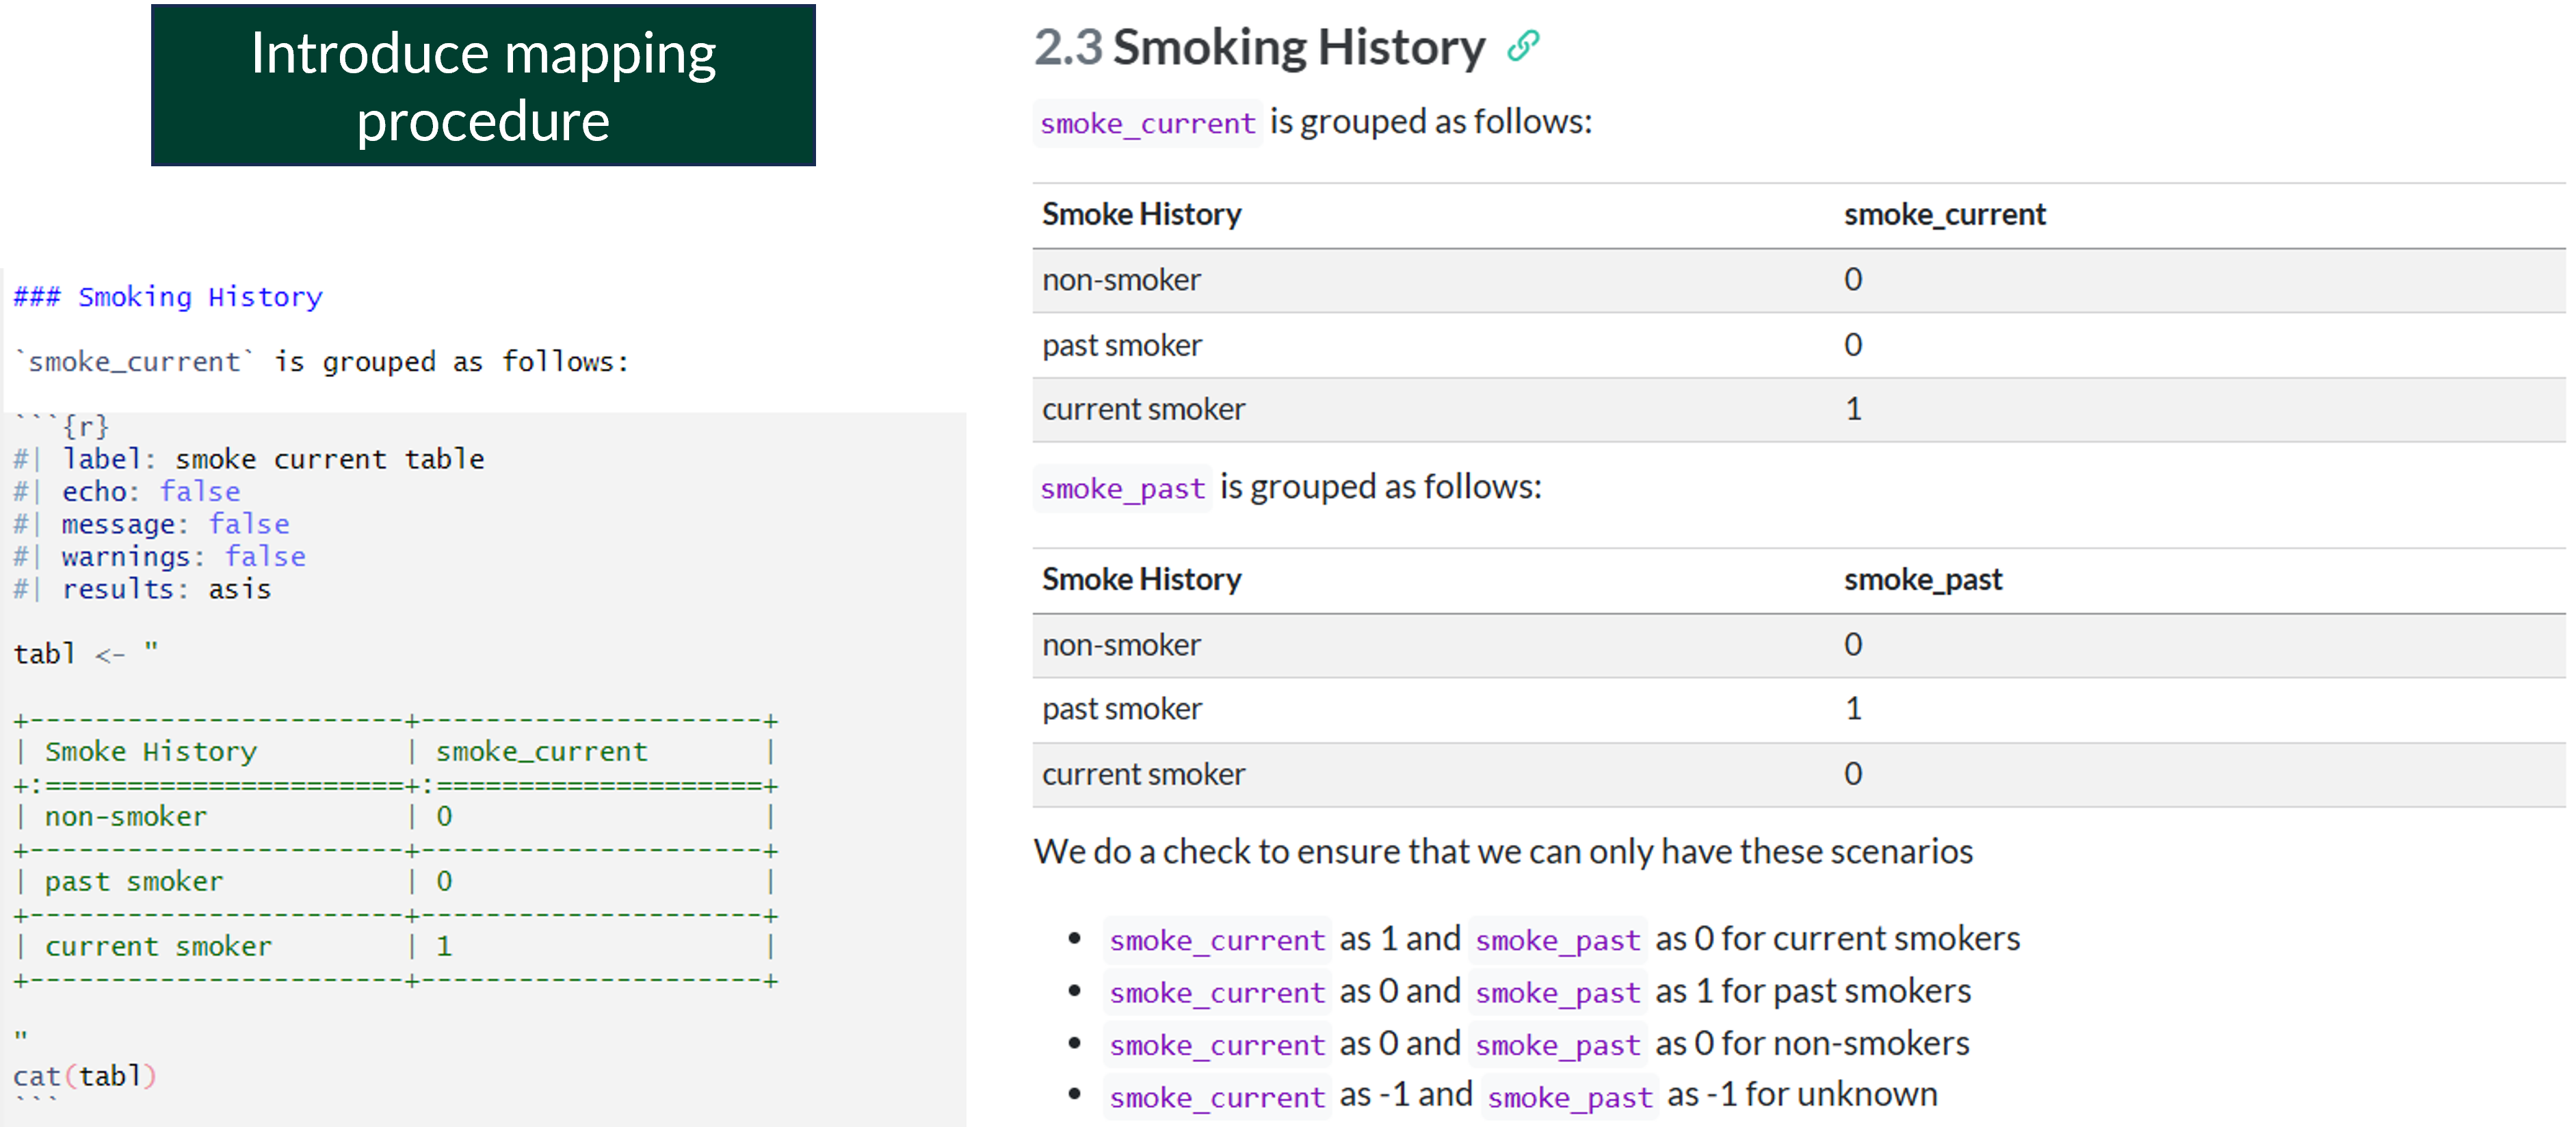 Introduce mapping
procedure
### Smoking History
`smoke_current` is grouped as follows:
```{r}
#| label: smoke current table
#| echo: false
#| message: false
#| warnings: false
#| results: asis
tabl <- "
+-----------------------+---------------------+
| Smoke History         | smoke_current       |
+:======================+:====================+
| non-smoker            | 0                   |
+-----------------------+---------------------+
| past smoker           | 0                   |
+-----------------------+---------------------+
| current smoker        | 1                   |
+-----------------------+---------------------+
"
cat(tabl)
```
2.3 Smoking History
smoke_current is grouped as follows:
Smoke History smoke_current
non-smoker 0
past smoker 0
current smoker 1
smoke_past is grouped as follows:
Smoke History smoke_past
non-smoker 0
past smoker 1
current smoker 0
We do a check to ensure that we can only have these scenarios
• smoke_current as 1 and smoke_past as 0 for current smokers
• smoke_current as 0 and smoke_past as 1 for past smokers
• smoke_current as 0 and smoke_past as 0 for non-smokers
• smoke_current as -1 and smoke_past as -1 for unknown